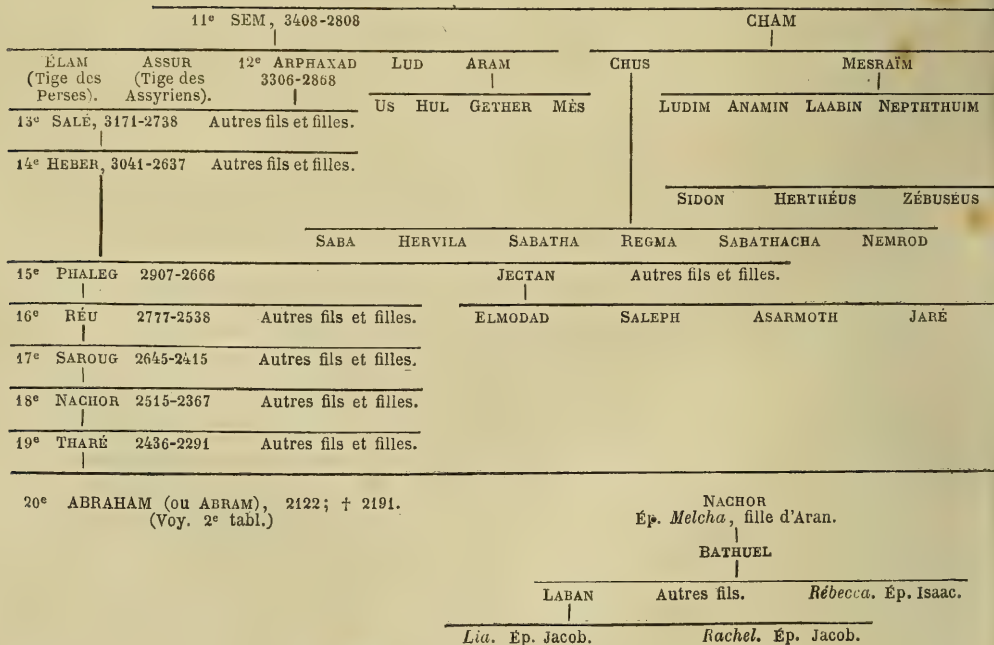 11e SEM, 3408-2808 CHAM
ÉLAM ASSUR 12e ARPHAXAD LUD ARAM CHUS MESRAÏM
(Tige des (Tige des 3306-2868
Perses). Assyriens).
US HUL GETHER MÈS LUDIM ANAMIN LAABIN NEPTHTHUIM
13e SALÉ, 3171-2738 Autres fils et filles.
14e HEBER, 3041-2637 Autres fils et filles.
SIDON HERTHÉUS ZÉBUSÉUS
SABA HERVILA SABATHA REGMA SABATHACHA NEMROD
15e PHALEG 2907-2666 JECTAN Autres fils et filles.
16e RÉU 2777-2538 Autres fils et filles. ELMODAD SALEPH ASARMOTH JARÉ
17e SAROUG 2645-2415 Autres fils et filles.
18e NACHOR 2515-2367 Autres fils et filles.
19e THARÉ 2436-2291 Autres fils et filles.
20e ABRAHAM (ou ABRAM), 2122; † 2191. NACHOR
(Voy. 2e tabl.) Ép. Melcha, fille d'Aran.
BATHUEL
LABAN Autres fils. Rébecca. Ép. Isaac.
Lia. Ép. Jacob. Rachel. Ép. Jacob.